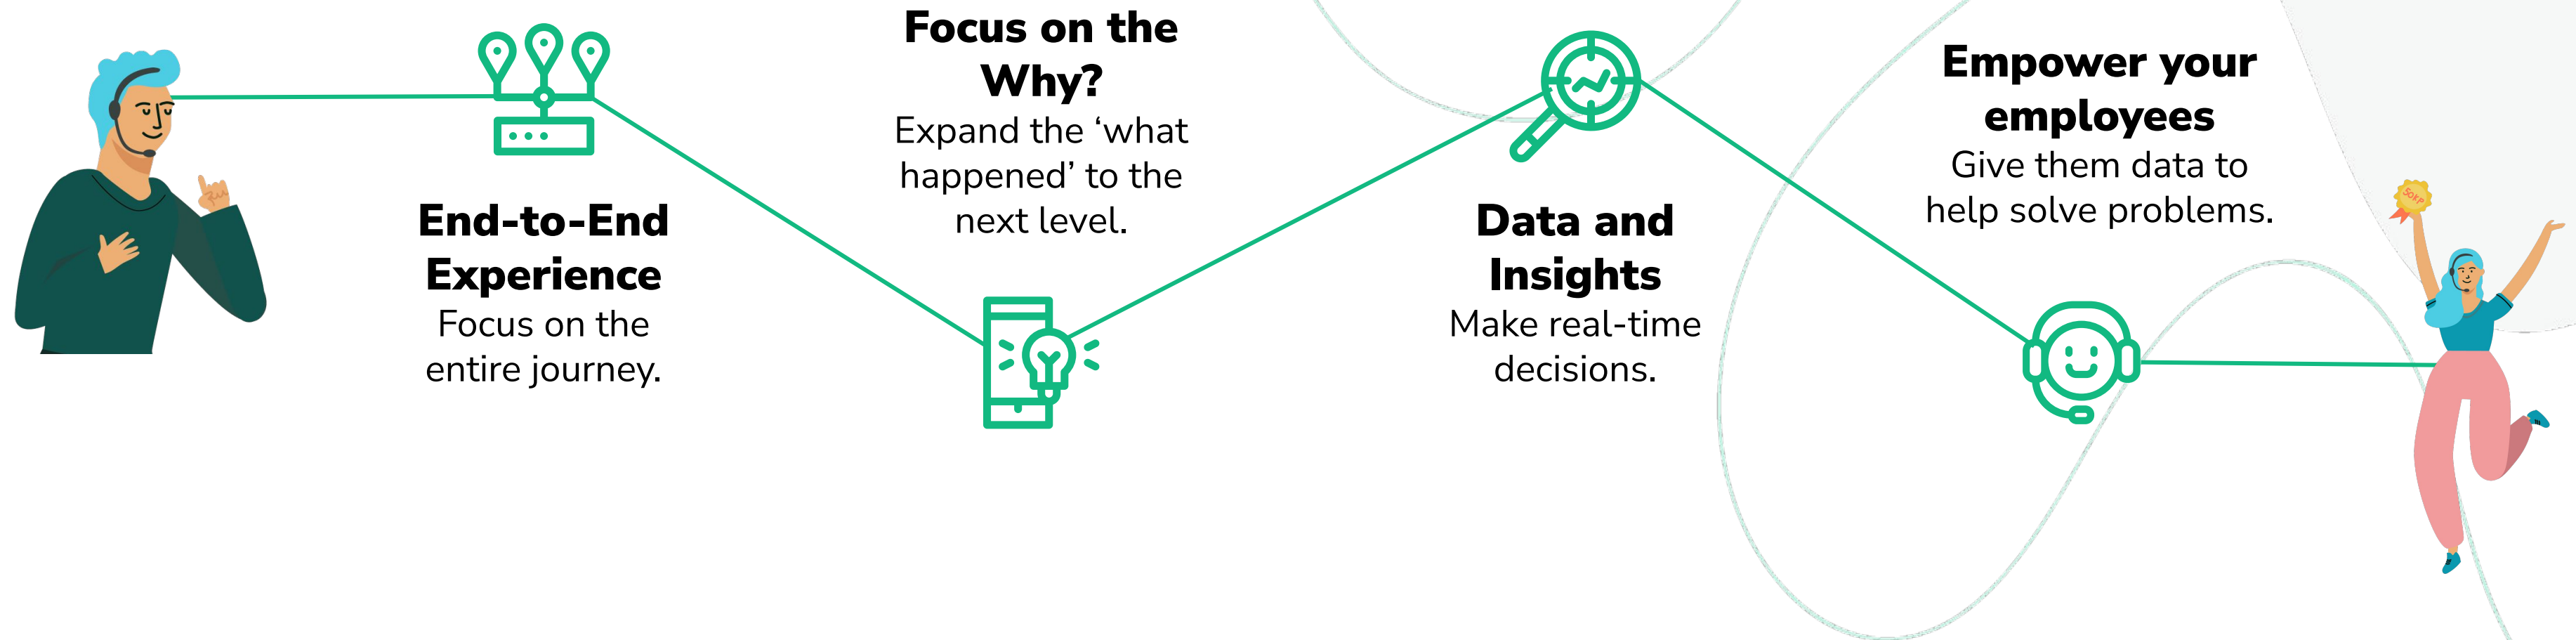 End-to-End
Experience
Focus on the
entire journey.
Focus on the
Why?
Expand the ‘what
happened’ to the
next level.
Data and
Insights
Make real-time
decisions.
Empower your
employees
Give them data to
help solve problems.